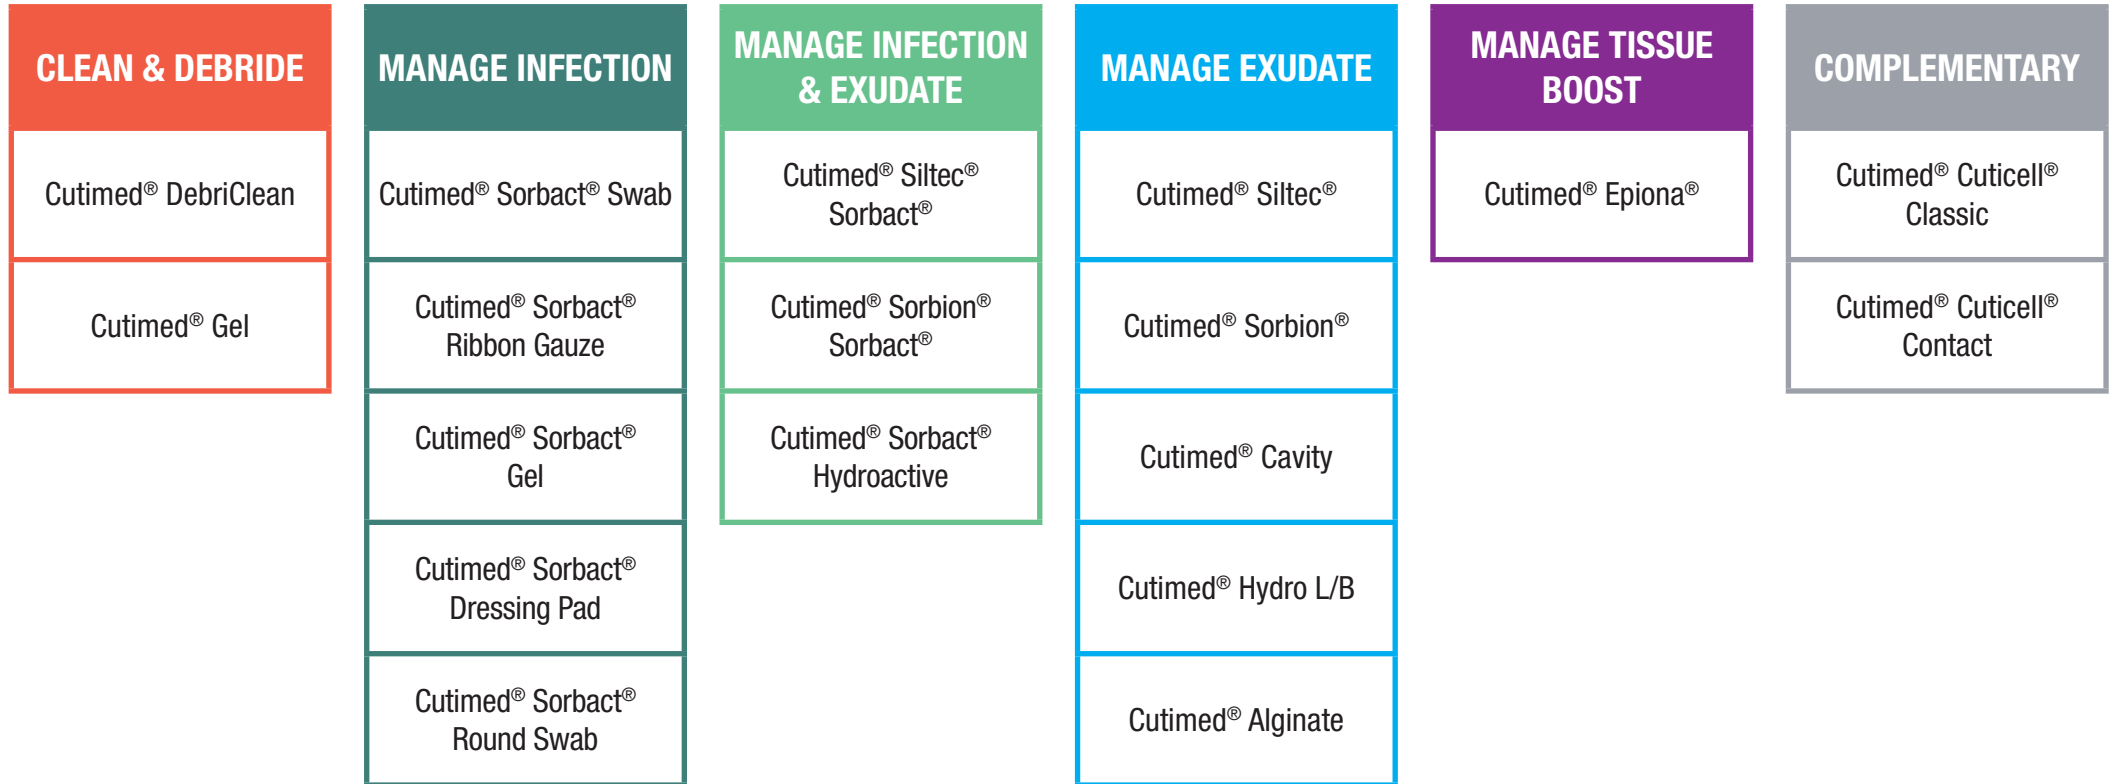 CLEAN & DEBRIDE
Cutimed® DebriClean
Cutimed® Gel
MANAGE INFECTION
Cutimed® Sorbact® Swab
Cutimed® Sorbact®
Ribbon Gauze
Cutimed® Sorbact®
Gel
Cutimed® Sorbact®
Dressing Pad
Cutimed® Sorbact®
Round Swab
MANAGE INFECTION
& EXUDATE
Cutimed® Siltec®
Sorbact®
Cutimed® Sorbion®
Sorbact®
Cutimed® Sorbact®
Hydroactive
MANAGE EXUDATE
Cutimed® Siltec®
Cutimed® Sorbion®
Cutimed® Cavity
Cutimed® Hydro L/B
Cutimed® Alginate
MANAGE TISSUE
BOOST
Cutimed® Epiona®
COMPLEMENTARY
Cutimed® Cuticell®
Classic
Cutimed® Cuticell®
Contact